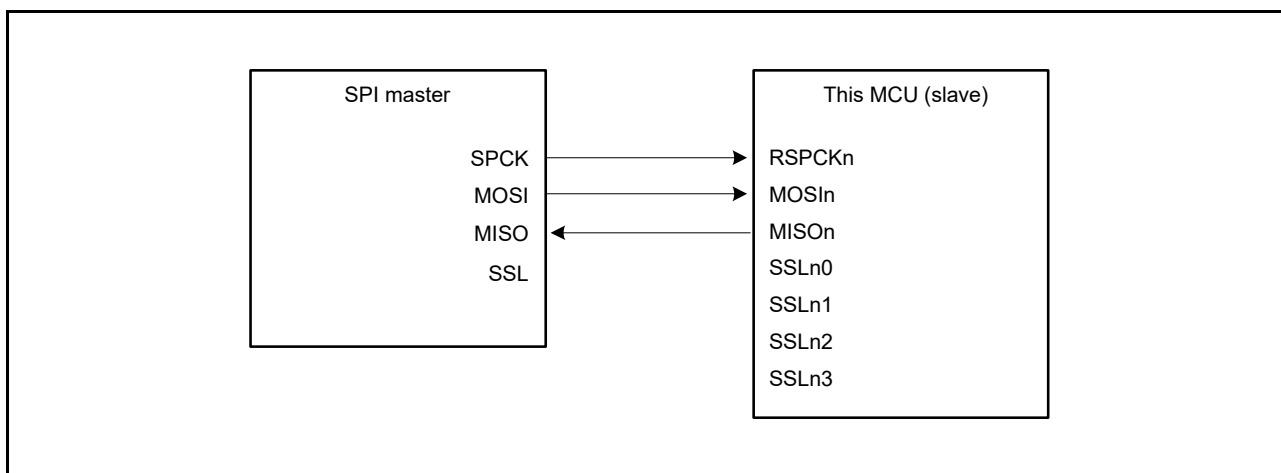 SPI master
SPCK
MOSI
MISO
SSL
This MCU (slave)
RSPCKn
MOSIn
MISOn
SSLn0
SSLn1
SSLn2
SSLn3